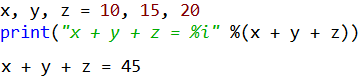 x, y, z = 10, 15, 20
print("x + y + z = %i" %(x + y + z))
x + y + z = 45